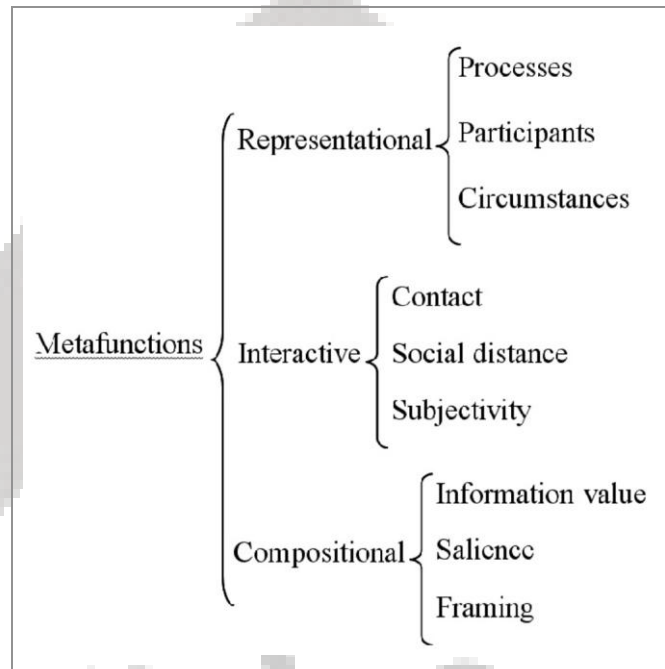 Metafunctions
Representational
Processes
Participants
Circumstances
Interactive
Contact
Social distance
Subjectivity
Compositional
Information value
Salience
Framing